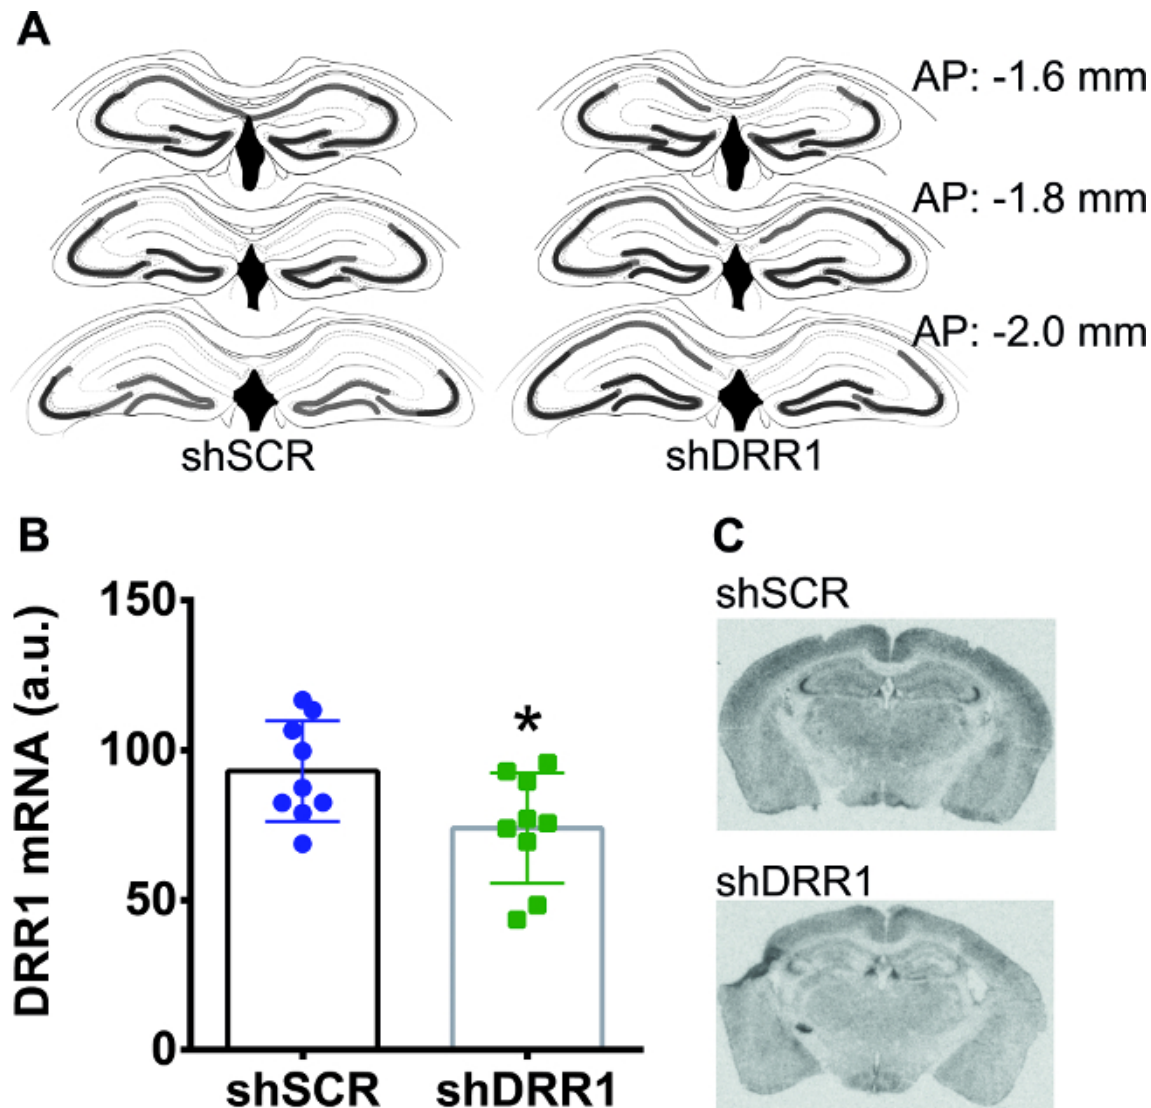 A
AP: -1.6 mm
AP: -1.8 mm
AP: -2.0 mm
shSCR shDRR1
B
DRR1 mRNA (a.u.)
150
100
50
0
*
shSCR shDRR1
C
shSCR
shDRR1